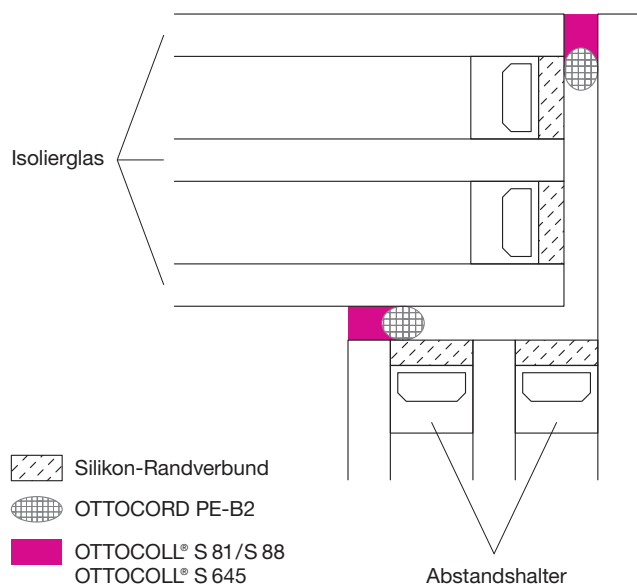 Isolierglas
Silikon-Randverbund
OTTOCORD PE-B2
OTTOCOLL® S 81/S 88
OTTOCOLL® S 645
Abstandshalter